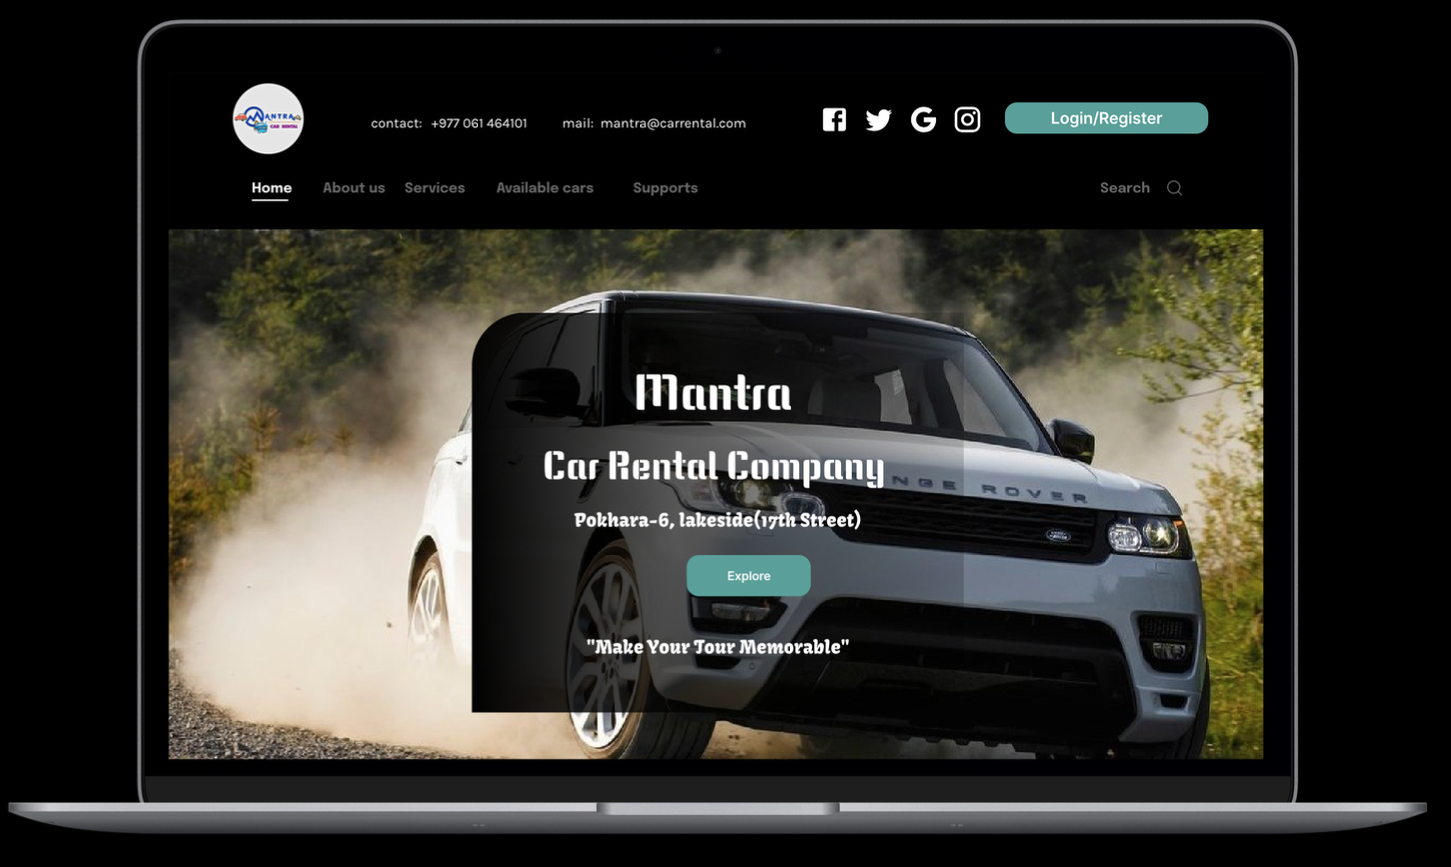 MANTRA
CAR RENTAL
contact: +977 061 464101 mail: mantra@carrental.com
Login/Register
Home About us Services Available cars Supports Search
Mantra
Car Rental Company
NGE ROVER
Pokhara-6, lakeside(17th Street)
Explore
"Make Your Tour Memorable"